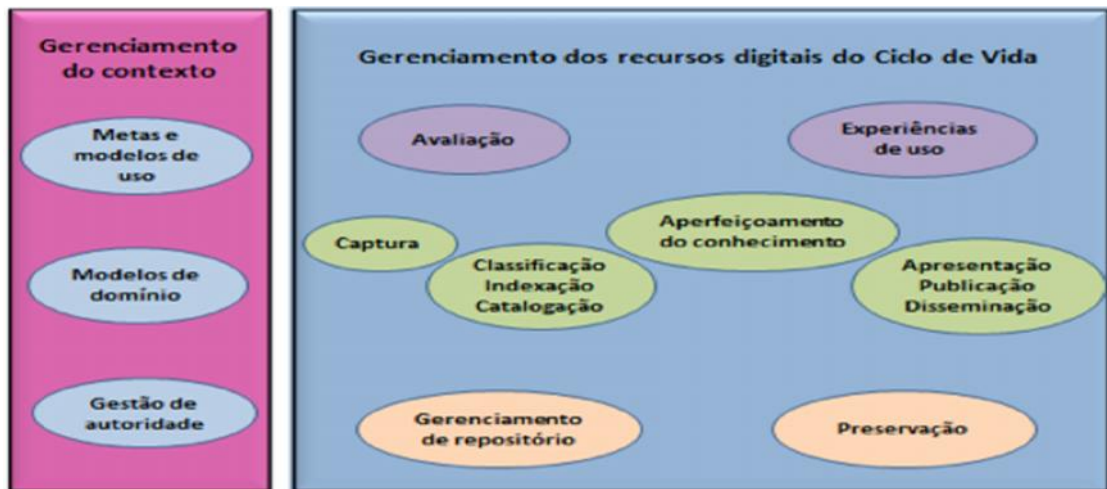 Gerenciamento
do contexto
Metas e
modelos de
uso
Modelos de
domínio
Gestão de
autoridade
Gerenciamento dos recursos digitais do Ciclo de Vida
Avaliação
Experiências
de uso
Captura
Classificação
Indexação
Catalogação
Aperfeiçoamento
do conhecimento
Apresentação
Publicação
Disseminação
Gerenciamento
de repositório
Preservação